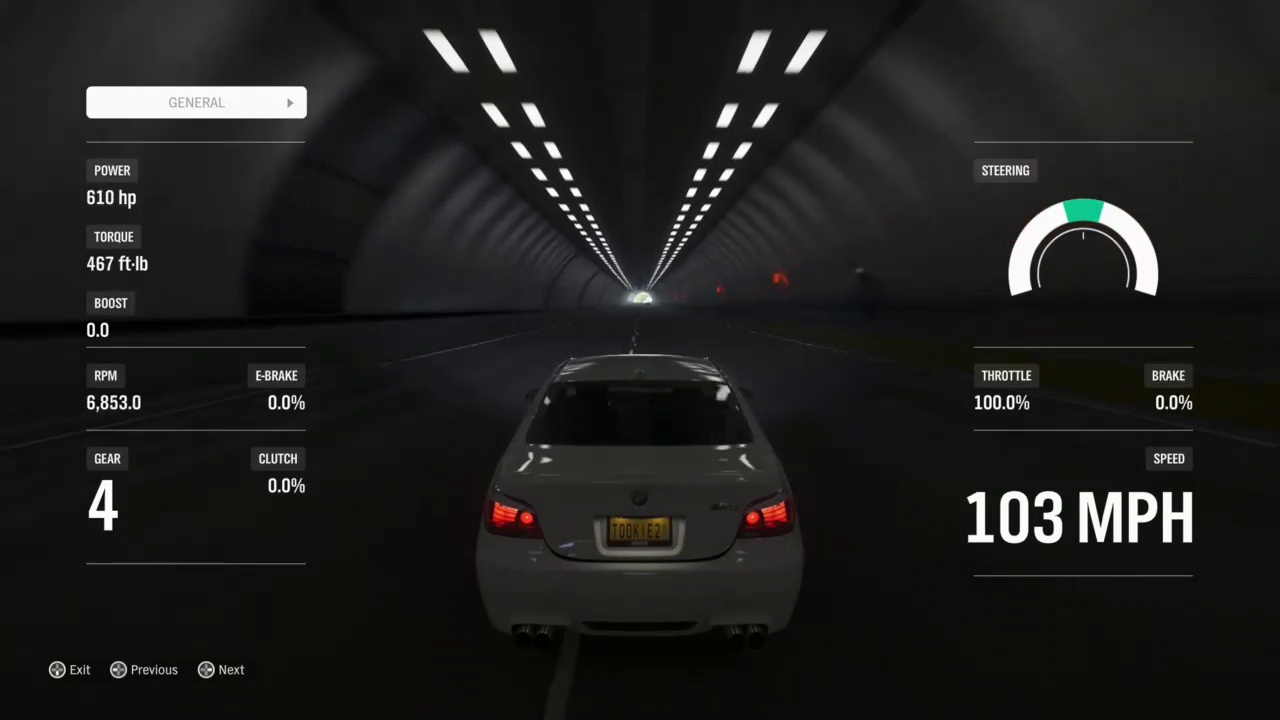 GENERAL
POWER
610 hp
TORQUE
467 ft·lb
BOOST
0.0
RPM
E-BRAKE
6,853.0
0.0%
GEAR
CLUTCH
4
0.0%
STEERING
THROTTLE
BRAKE
100.0%
0.0%
SPEED
103 MPH
Exit
Previous
Next